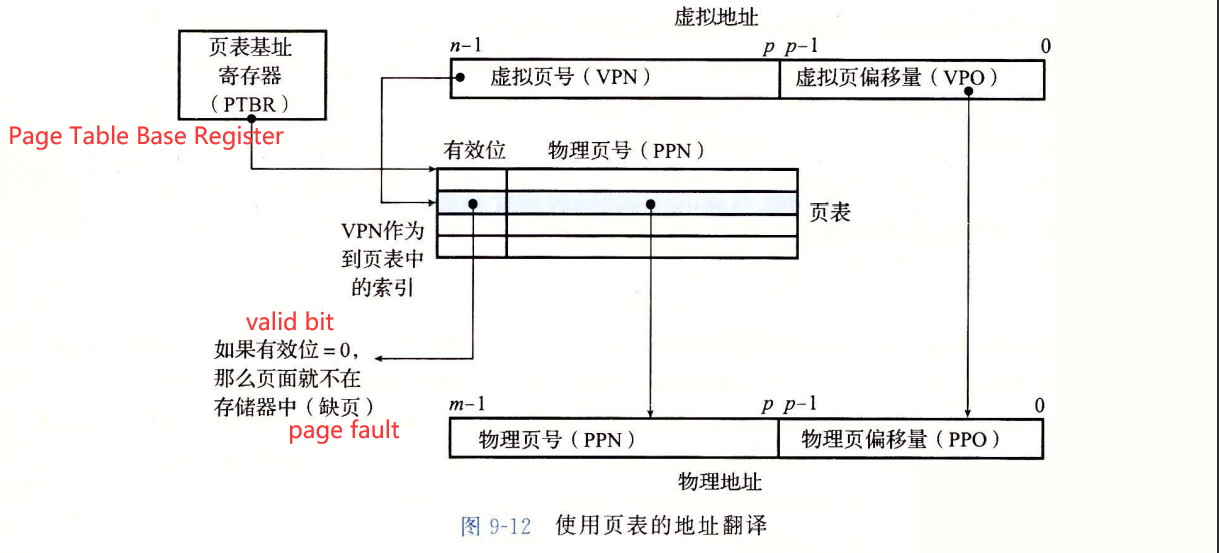 虚拟地址
页表基址
寄存器
（PTBR）
Page Table Base Register
n-1
p p-1
0
虚拟页号（VPN）
虚拟页偏移量（VPO）
有效位
物理页号（PPN）
页表
VPN作为
到页表中
的索引
valid bit
如果有效位=0，
那么页面就不在
存储器中（缺页）
page fault
m-1
p p-1
0
物理页号（PPN）
物理页偏移量（PPO）
物理地址
图 9-12 使用页表的地址翻译